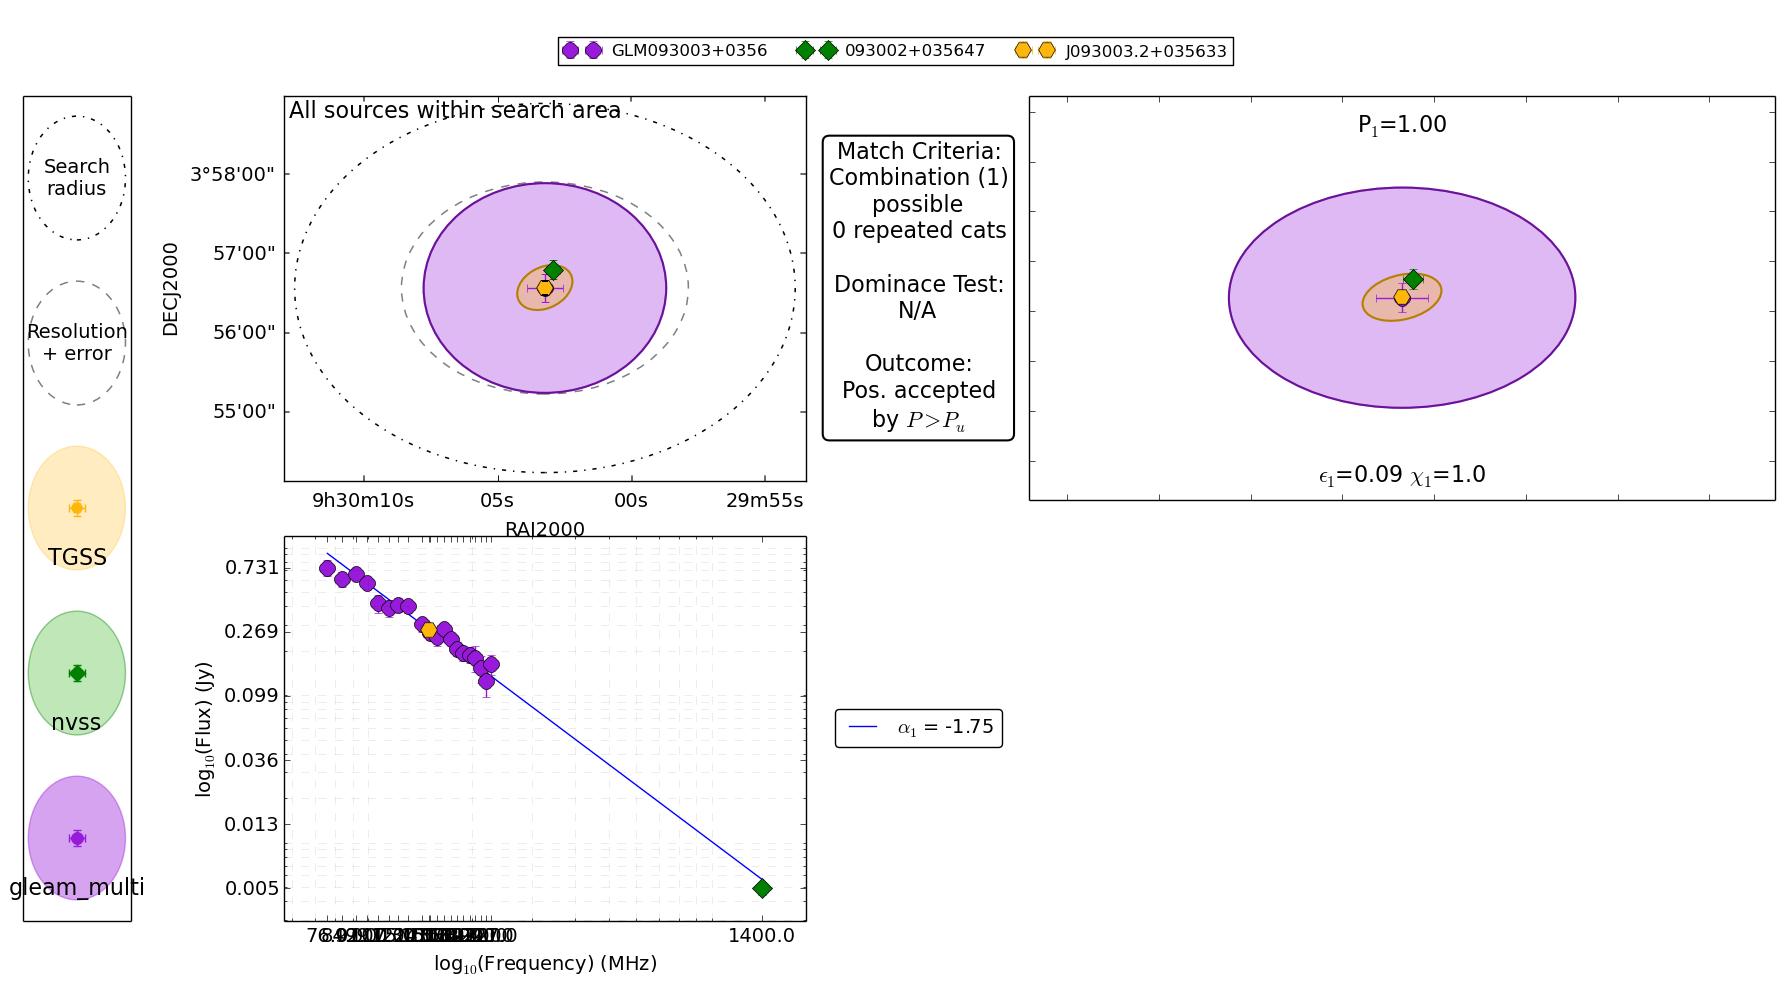 GLM093003+0356 093002+035647 J093003.2+035633
Search
radius
Resolution
+ error
TGSS
nvss
gleam_multi
All sources within search area
DECJ2000
3°58'00"
57'00"
56'00"
55'00"
9h30m10s 05s 00s 29m55s
RAJ2000
Match Criteria:
Combination (1)
possible
0 repeated cats
Dominace Test:
N/A
Outcome:
Pos. accepted
by P>Pu
P1=1.00
ϵ1=0.09 χ1=1.0
log10(Flux) (Jy)
0.731
0.269
0.099
0.036
0.013
0.005
1400.0
log10(Frequency) (MHz)
α1 = -1.75